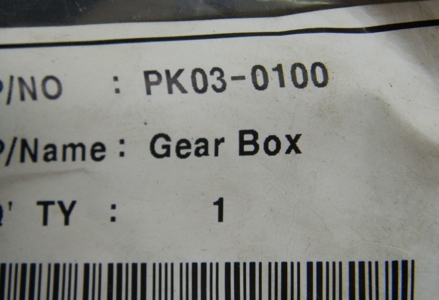 P/NO : PK03-0100
P/Name : Gear Box
Q' TY : 1